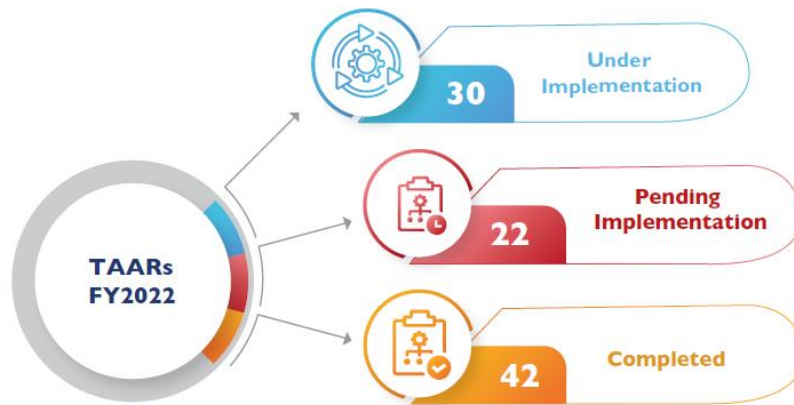 TAARs
FY2022
30
Under
Implementation
22
Pending
Implementation
42
Completed